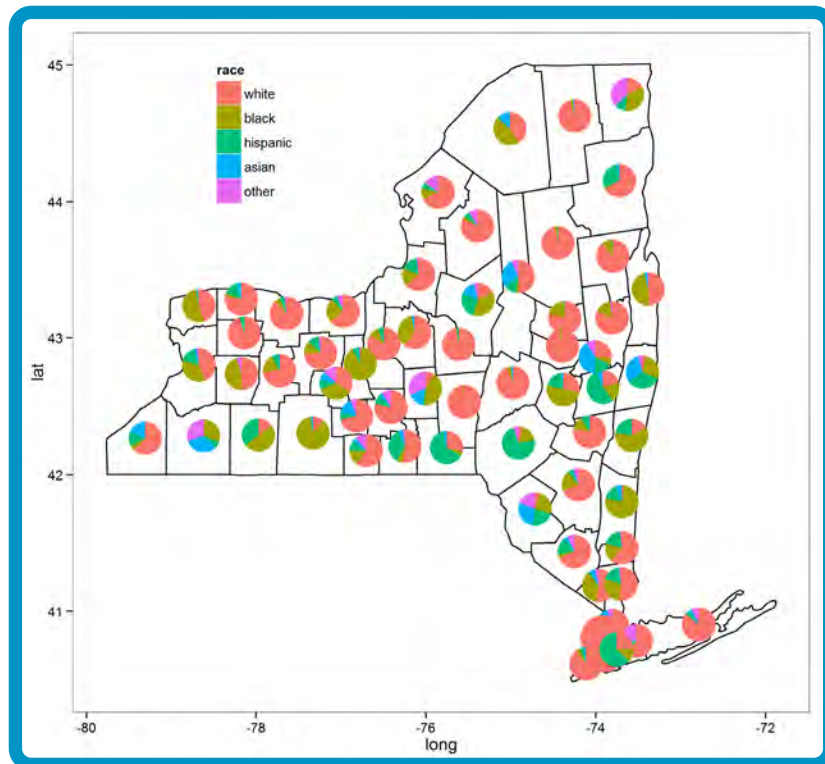 race
white
black
hispanic
asian
other
45
44
43
42
41
lat
-80
-78
-76
-74
-72
long